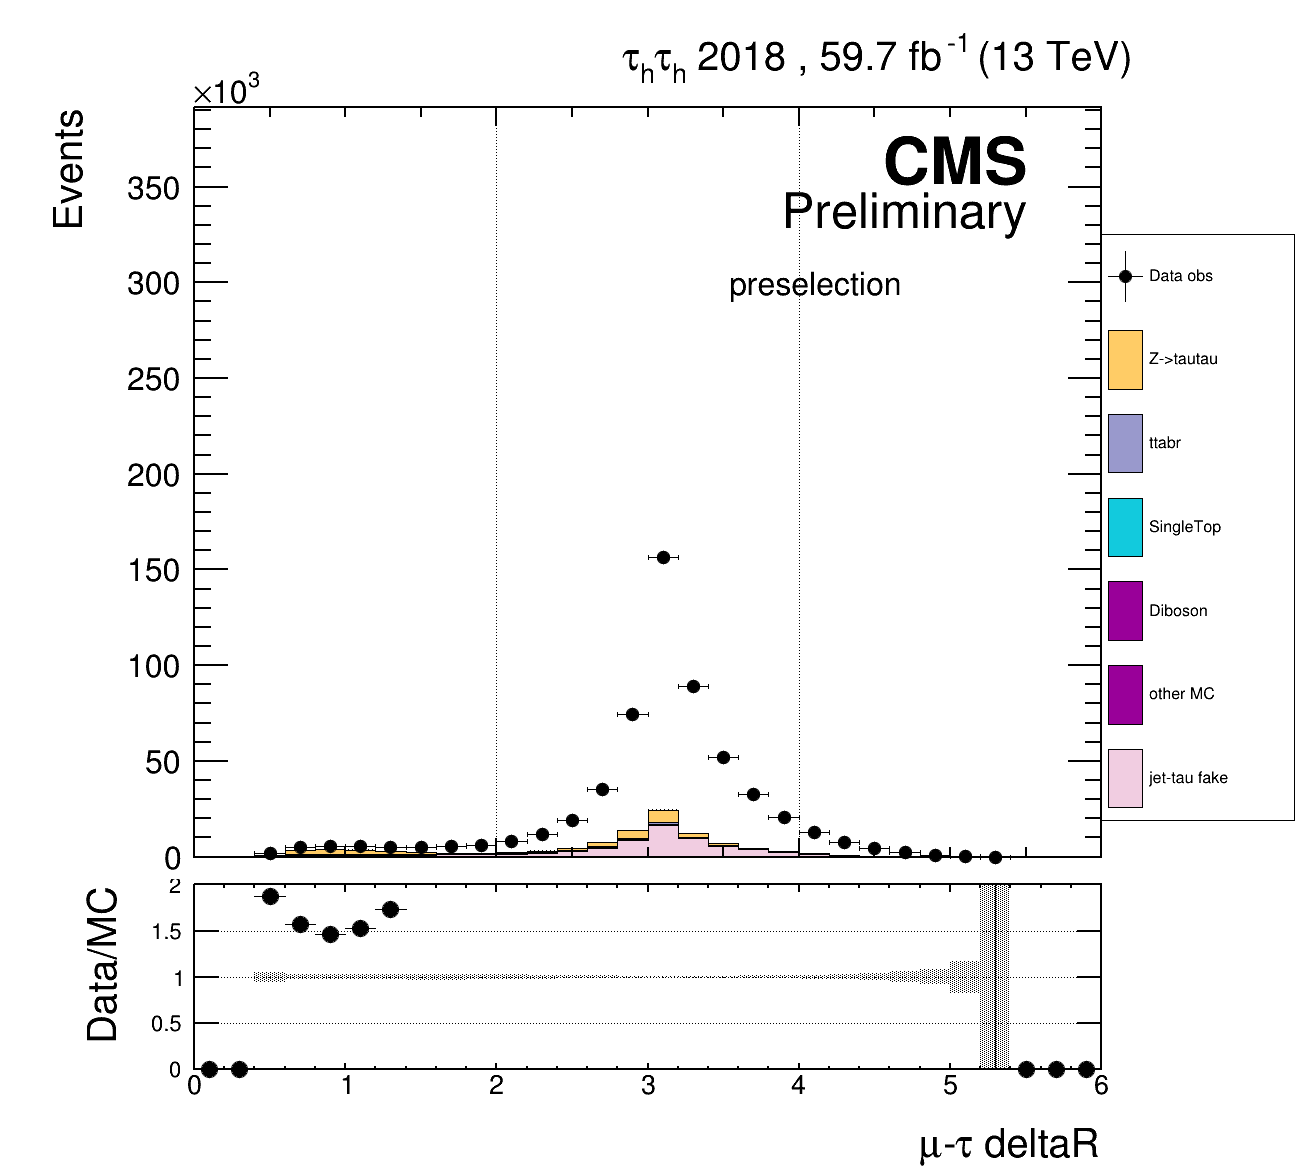 τhτh 2018 , 59.7 fb-1 (13 TeV)
×10³
Events
CMS
Preliminary
preselection
350
300
250
200
150
100
50
0
Data obs
Z->tautau
ttabr
SingleTop
Diboson
other MC
jet-tau fake
Data/MC
2
1.5
1
0.5
0
0 1 2 3 4 5 6
μ-τ deltaR